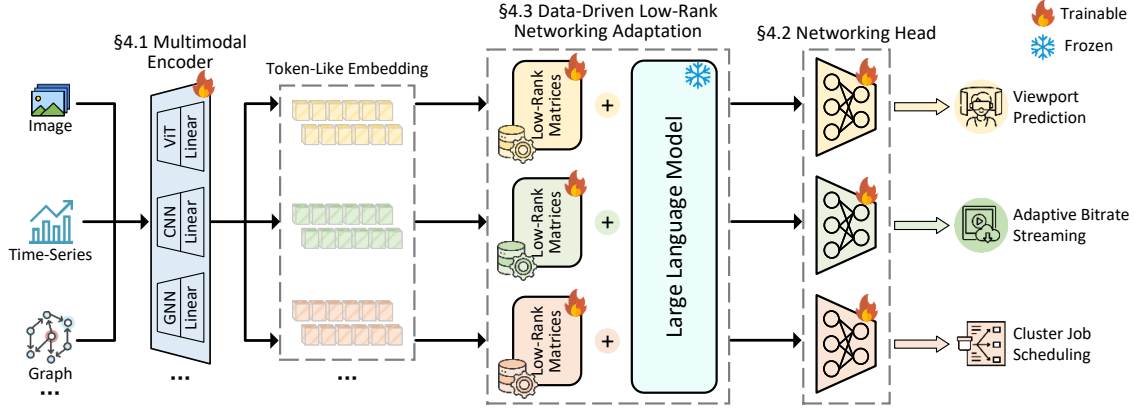 §4.1 Multimodal
Encoder
Token-Like Embedding
§4.3 Data-Driven Low-Rank
Networking Adaptation
§4.2 Networking Head
Trainable
Frozen
Image
Time-Series
Graph
...
ViT
Linear
CNN
Linear
GNN
Linear
...
...
Low-Rank
Matrices
+
Low-Rank
Matrices
+
Low-Rank
Matrices
+
Large Language Model
Viewport
Prediction
Adaptive Bitrate
Streaming
Cluster Job
Scheduling